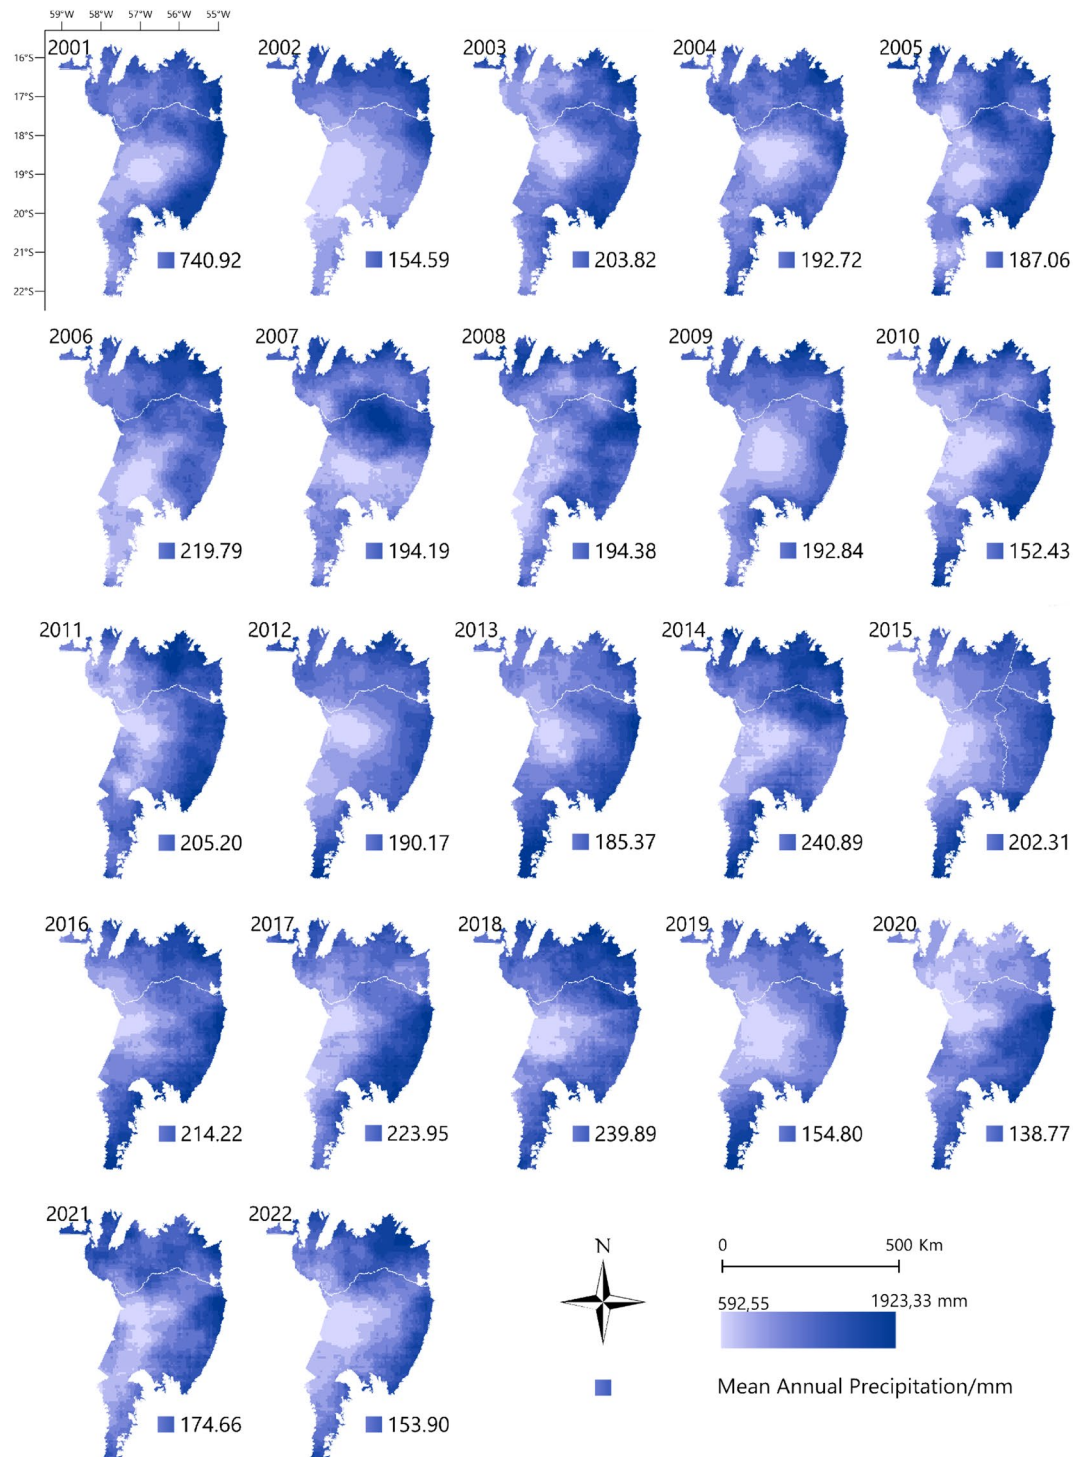 59°W 58°W 57°W 56°W 55°W
2001 2002 2003 2004 2005
16°S
17°S
18°S
19°S
20°S
21°S
22°S
740.92 154.59 203.82 192.72 187.06
2006 2007 2008 2009 2010
219.79 194.19 194.38 192.84 152.43
2011 2012 2013 2014 2015
205.20 190.17 185.37 240.89 202.31
2016 2017 2018 2019 2020
214.22 223.95 239.89 154.80 138.77
2021 2022
N
0 500 Km
592,55 1923,33 mm
Mean Annual Precipitation/mm
174.66 153.90